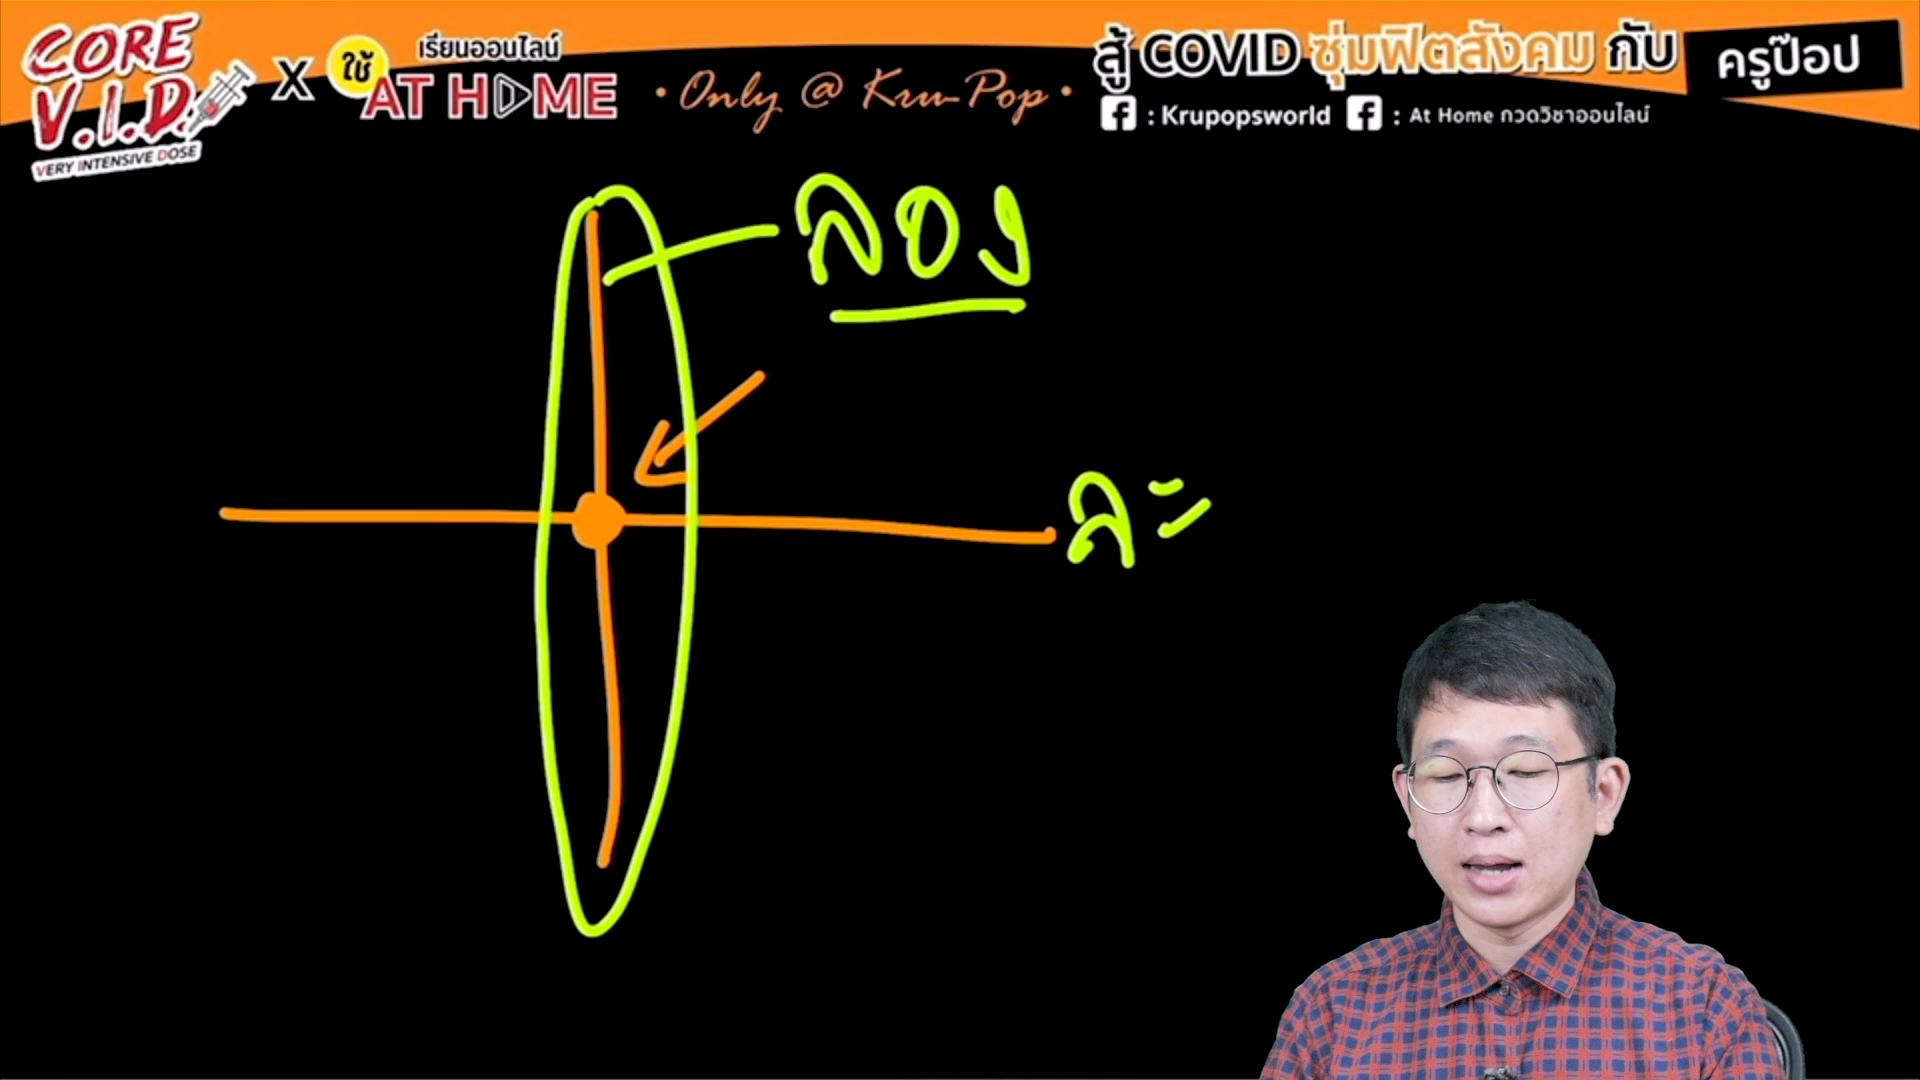 CORE
V.I.D.
VERY INTENSIVE DOSE
X
ใช้
เรียนออนไลน์
AT HOME
• Only @ Kru-Pop •
สู้ COVID ซุ่มฟิตสังคม กับ ครูป๊อป
: Krupopsworld : At Home กวดวิชาออนไลน์
ลอง
ละ